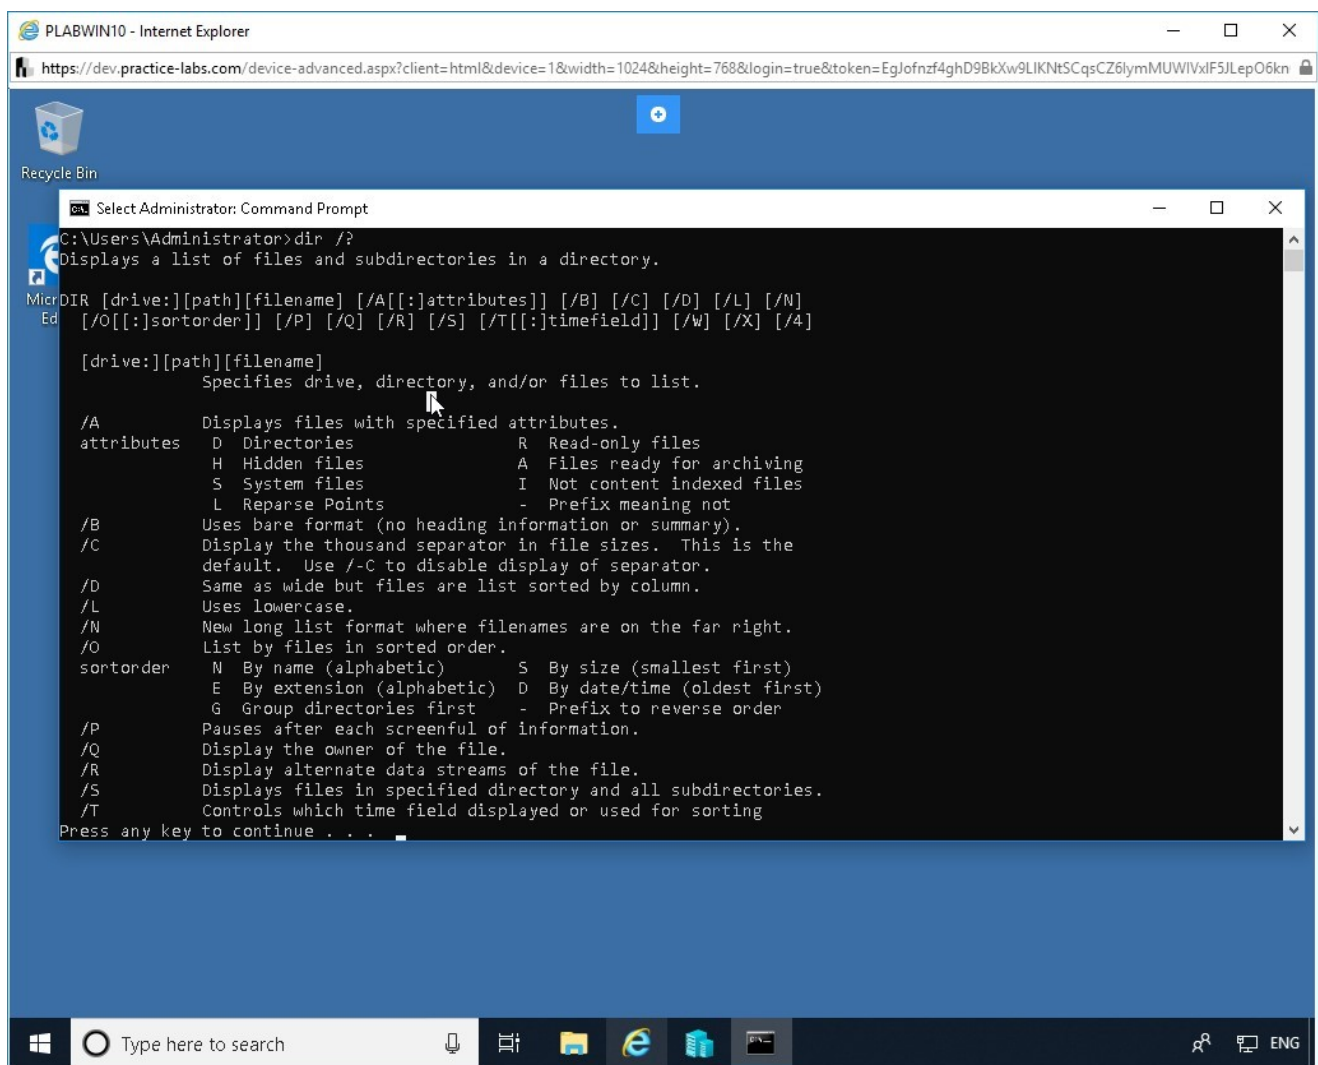 PLABWIN10 - Internet Explorer
https://dev.practice-labs.com/device-advanced.aspx?client=html&device=1&width=1024&height=768&login=true&token=
Recycle Bin
Select Administrator: Command Prompt
C:\Users\Administrator>dir /?
Displays a list of files and subdirectories in a directory.
Micr
Ed
DIR [drive:][path][filename] [/A[[:]attributes]] [/B] [/C] [/D] [/L] [/N]
[/O[[:]sortorder]] [/P] [/Q] [/R] [/S] [/T[[:]timefield]] [/W] [/X] [/4]
[drive:][path][filename]
Specifies drive, directory, and/or files to list.
/A Displays files with specified attributes.
attributes D Directories R Read-only files
H Hidden files A Files ready for archiving
S System files I Not content indexed files
L Reparse Points - Prefix meaning not
/B Uses bare format (no heading information or summary).
/C Display the thousand separator in file sizes. This is the
default. Use /-C to disable display of separator.
/D Same as wide but files are list sorted by column.
/L Uses lowercase.
/N New long list format where filenames are on the far right.
/O List by files in sorted order.
sortorder N By name (alphabetic) S By size (smallest first)
E By extension (alphabetic) D By date/time (oldest first)
G Group directories first - Prefix to reverse order
/P Pauses after each screenful of information.
/Q Display the owner of the file.
/R Display alternate data streams of the file.
/S Displays files in specified directory and all subdirectories.
/T Controls which time field displayed or used for sorting
Press any key to continue . . .
Type here to search
ENG